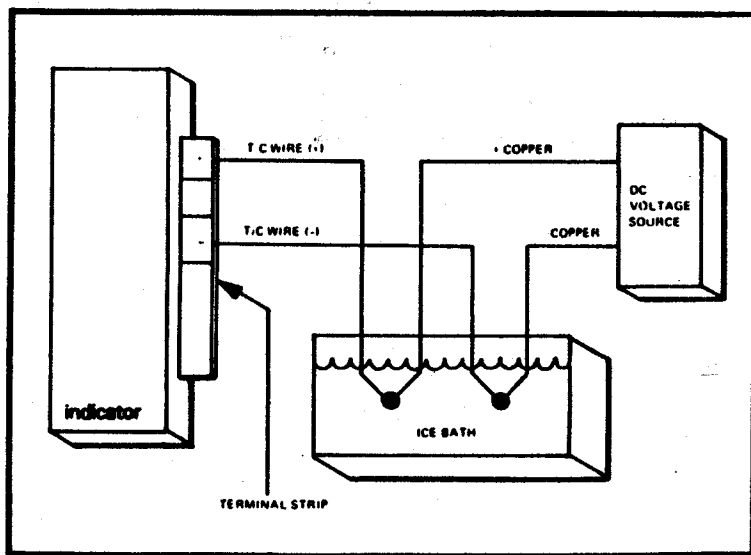 T C WIRE (+)
+ COPPER
DC
VOLTAGE
SOURCE
T/C WIRE (-)
COPPER
indicator
ICE BATH
TERMINAL STRIP